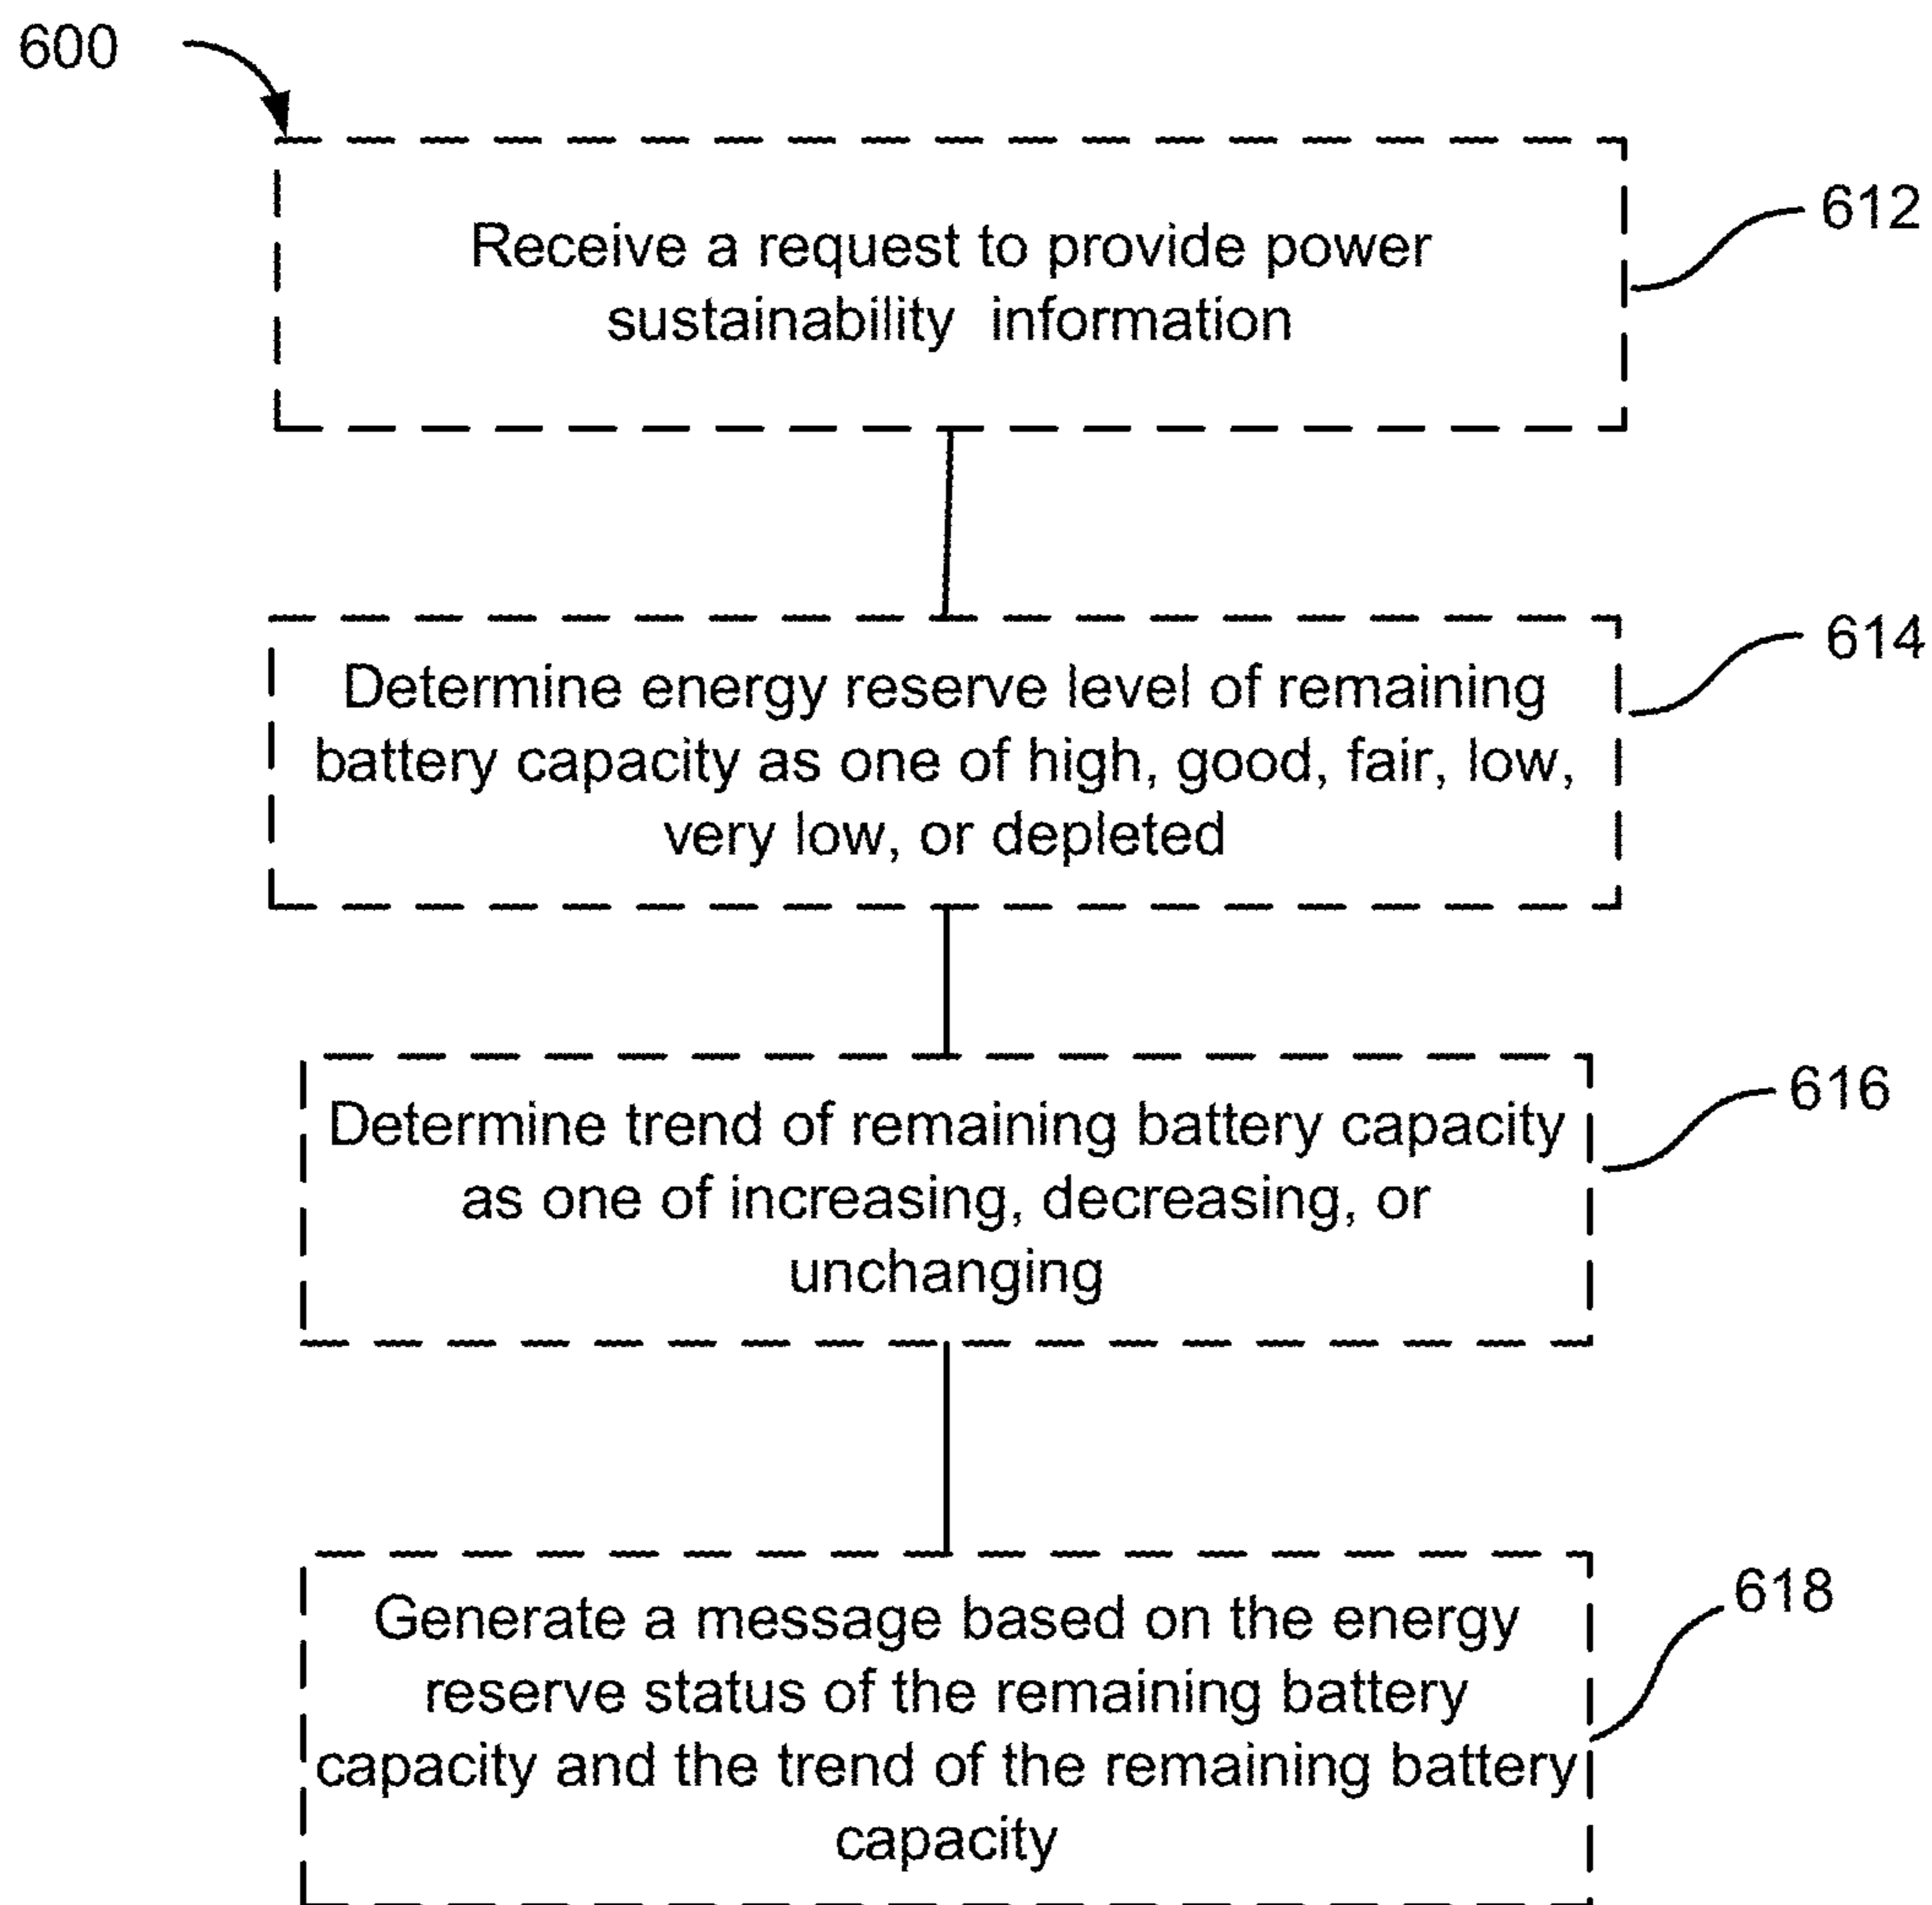 600
612
Receive a request to provide power
sustainability information
614
Determine energy reserve level of remaining
battery capacity as one of high, good, fair, low,
very low, or depleted
616
Determine trend of remaining battery capacity
as one of increasing, decreasing, or
unchanging
618
Generate a message based on the energy
reserve status of the remaining battery
capacity and the trend of the remaining battery
capacity